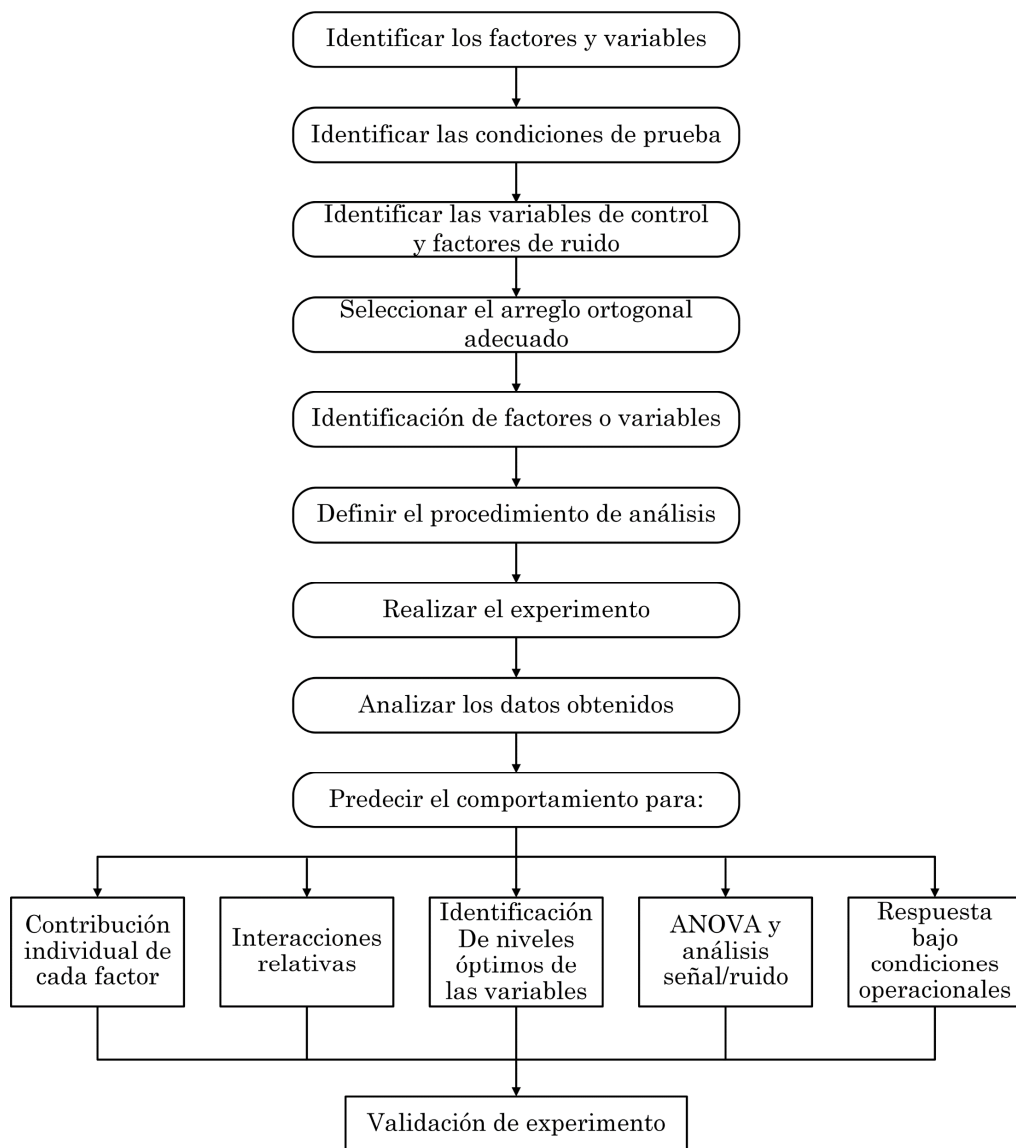 Identificar los factores y variables
Identificar las condiciones de prueba
Identificar las variables de control
y factores de ruido
Seleccionar el arreglo ortogonal
adecuado
Identificación de factores o variables
Definir el procedimiento de análisis
Realizar el experimento
Analizar los datos obtenidos
Predecir el comportamiento para:
Contribución
individual de
cada factor
Interacciones
relativas
Identificación
De niveles
óptimos de
las variables
ANOVA y
análisis
señal/ruido
Respuesta
bajo
condiciones
operacionales
Validación de experimento